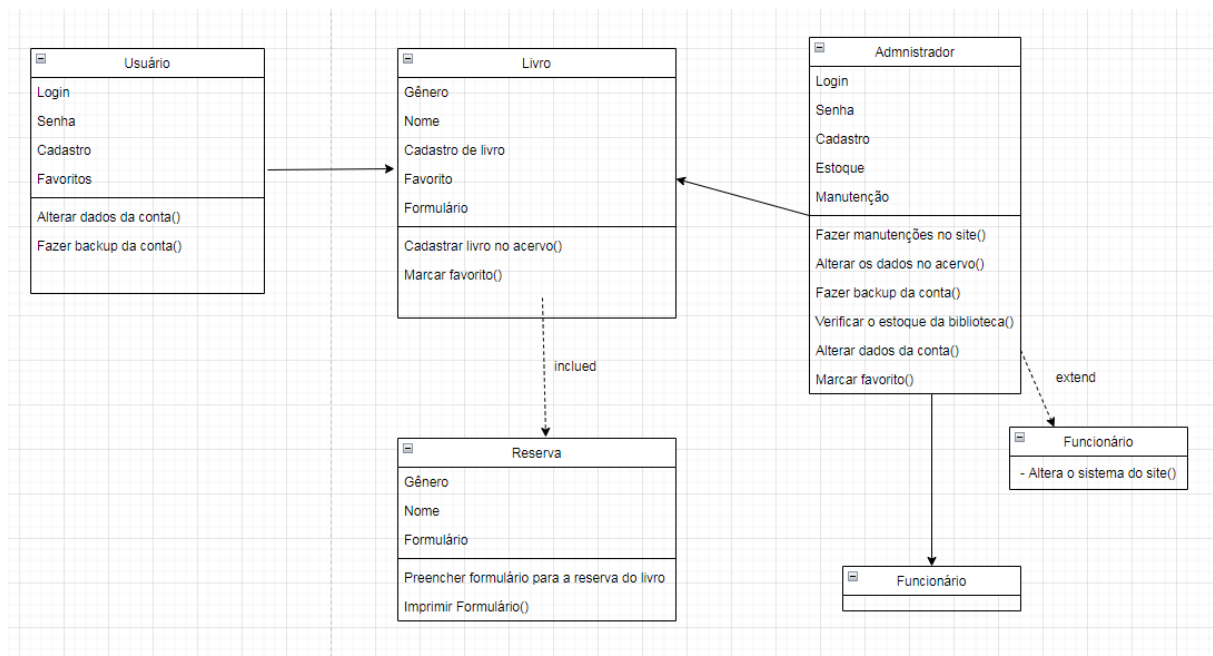 Usuário
Login
Senha
Cadastro
Favoritos
Alterar dados da conta()
Fazer backup da conta()
Livro
Gênero
Nome
Cadastro de livro
Favorito
Formulário
Cadastrar livro no acervo()
Marcar favorito()
Admnistrador
Login
Senha
Cadastro
Estoque
Manutenção
Fazer manutenções no site()
Alterar os dados no acervo()
Fazer backup da conta()
Verificar o estoque da biblioteca()
Alterar dados da conta()
Marcar favorito()
inclued
extend
Reserva
Gênero
Nome
Formulário
Preencher formulário para a reserva do livro
Imprimir Formulário()
Funcionário
- Altera o sistema do site()
Funcionário